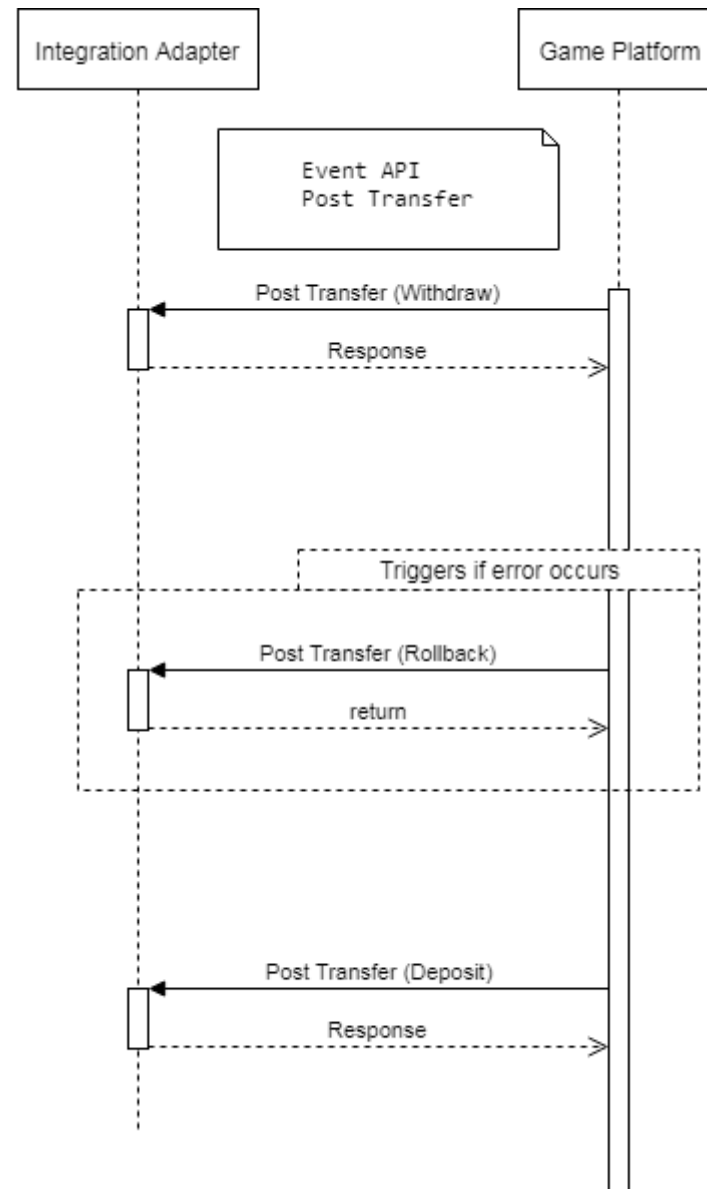 Integration Adapter
Game Platform
Event API
Post Transfer
Post Transfer (Withdraw)
Response
Triggers if error occurs
Post Transfer (Rollback)
return
Post Transfer (Deposit)
Response